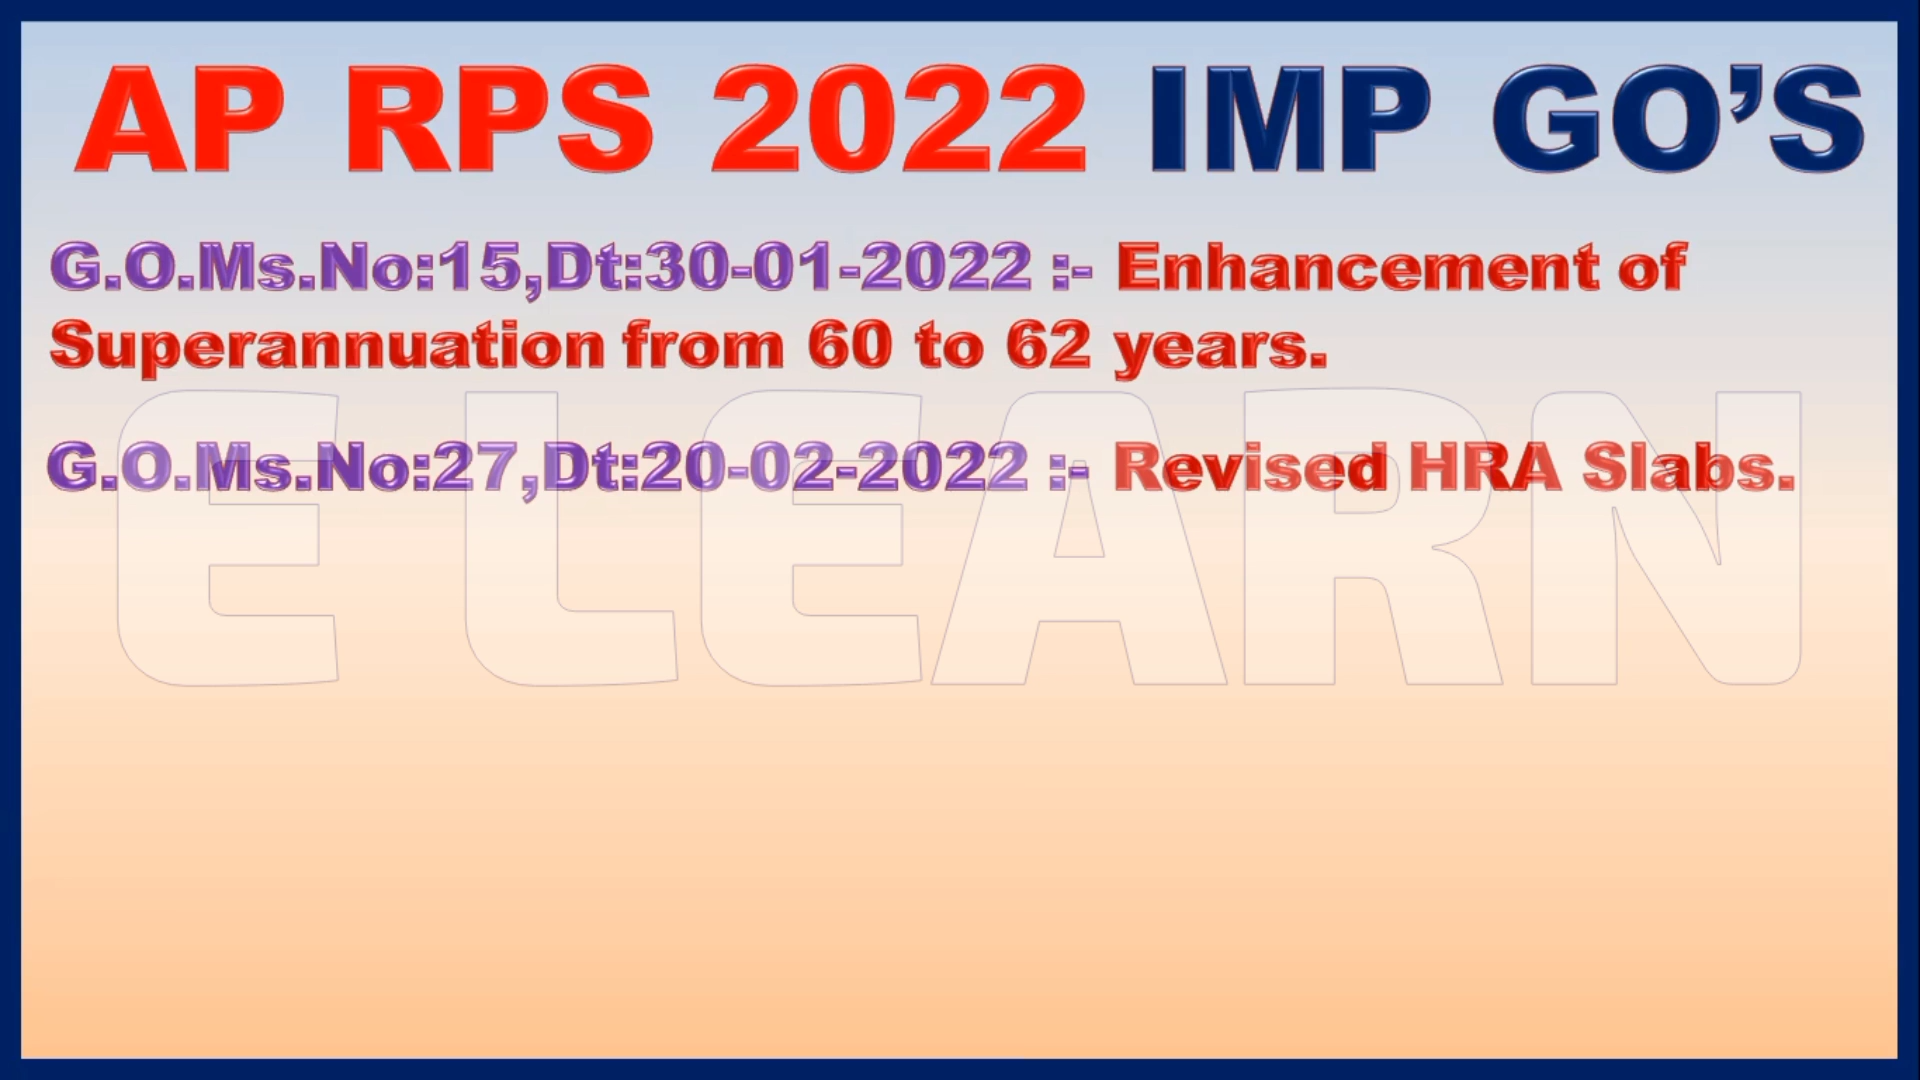 AP RPS 2022 IMP GO’S
G.O.Ms.No:15,Dt:30-01-2022 :- Enhancement of
Superannuation from 60 to 62 years.
G.O.Ms.No:27,Dt:20-02-2022 :- Revised HRA Slabs.
E LEARN